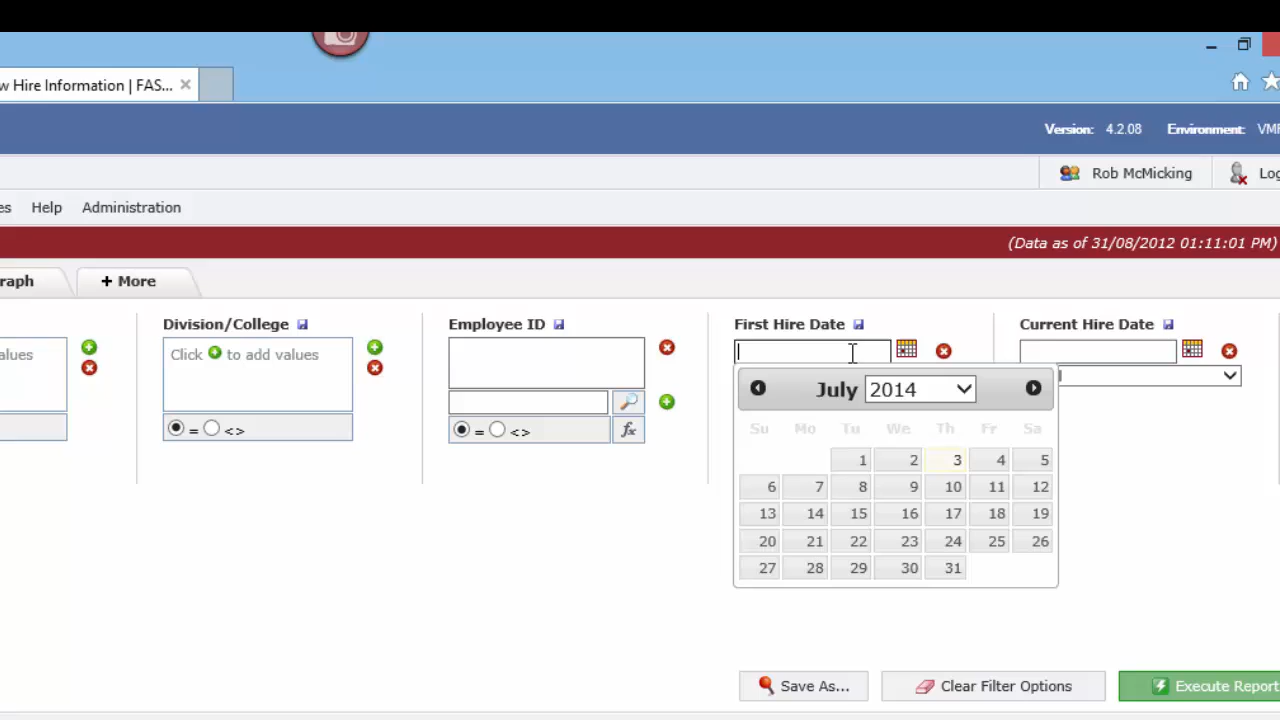 w Hire Information | FAS...
Version: 4.2.08 Environment:
Rob McMicking
es Help Administration
(Data as of 31/08/2012 01:11:01 PM)
raph + More
Division/College Employee ID First Hire Date Current Hire Date
alues Click to add values
July 2014
Su Mo Tu We Th Fr Sa
1 2 3 4 5
= <> = <> fx
6 7 8 9 10 11 12
13 14 15 16 17 18 19
20 21 22 23 24 25 26
27 28 29 30 31
Save As... Clear Filter Options Execute Report